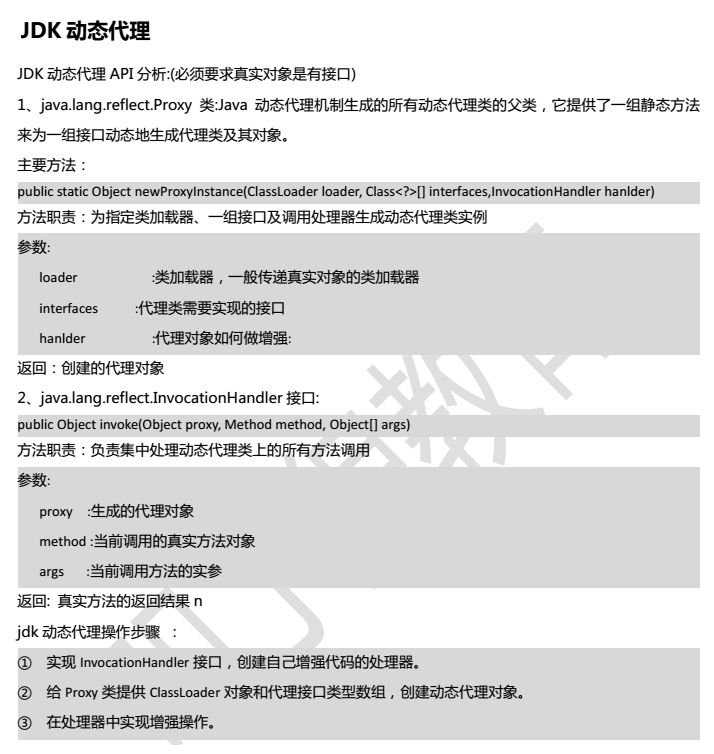 JDK 动态代理
JDK 动态代理 API 分析:(必须要求真实对象是有接口)
1、java.lang.reflect.Proxy 类:Java 动态代理机制生成的所有动态代理类的父类，它提供了一组静态方法
来为一组接口动态地生成代理类及其对象。
主要方法：
public static Object newProxyInstance(ClassLoader loader, Class<?>[] interfaces,InvocationHandler hanlder)
方法职责：为指定类加载器、一组接口及调用处理器生成动态代理类实例
参数:
loader :类加载器，一般传递真实对象的类加载器
interfaces :代理类需要实现的接口
hanlder :代理对象如何做增强:
返回：创建的代理对象
2、java.lang.reflect.InvocationHandler 接口:
public Object invoke(Object proxy, Method method, Object[] args)
方法职责：负责集中处理动态代理类上的所有方法调用
参数:
proxy :生成的代理对象
method :当前调用的真实方法对象
args :当前调用方法的实参
返回: 真实方法的返回结果 n
jdk 动态代理操作步骤 ：
① 实现 InvocationHandler 接口，创建自己增强代码的处理器。
② 给 Proxy 类提供 ClassLoader 对象和代理接口类型数组，创建动态代理对象。
③ 在处理器中实现增强操作。